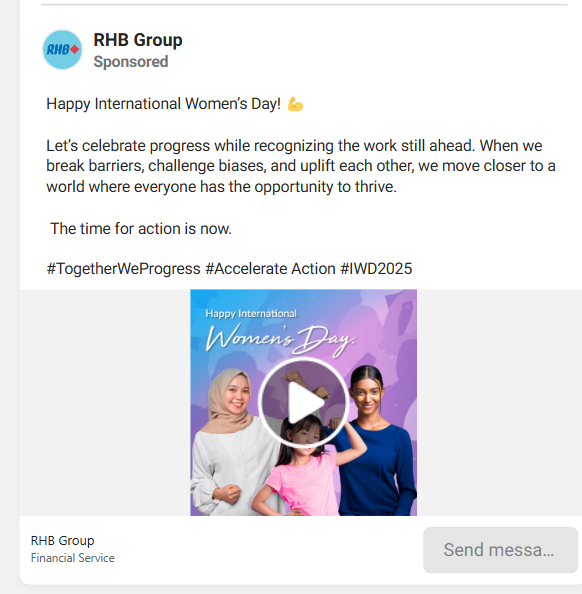 RHB
RHB Group
Sponsored
Happy International Women's Day! 💪
Let's celebrate progress while recognizing the work still ahead. When we
break barriers, challenge biases, and uplift each other, we move closer to a
world where everyone has the opportunity to thrive.
The time for action is now.
#TogetherWeProgress #Accelerate Action #IWD2025
Happy International
Women's Day.
RHB Group
Financial Service
Send messa...